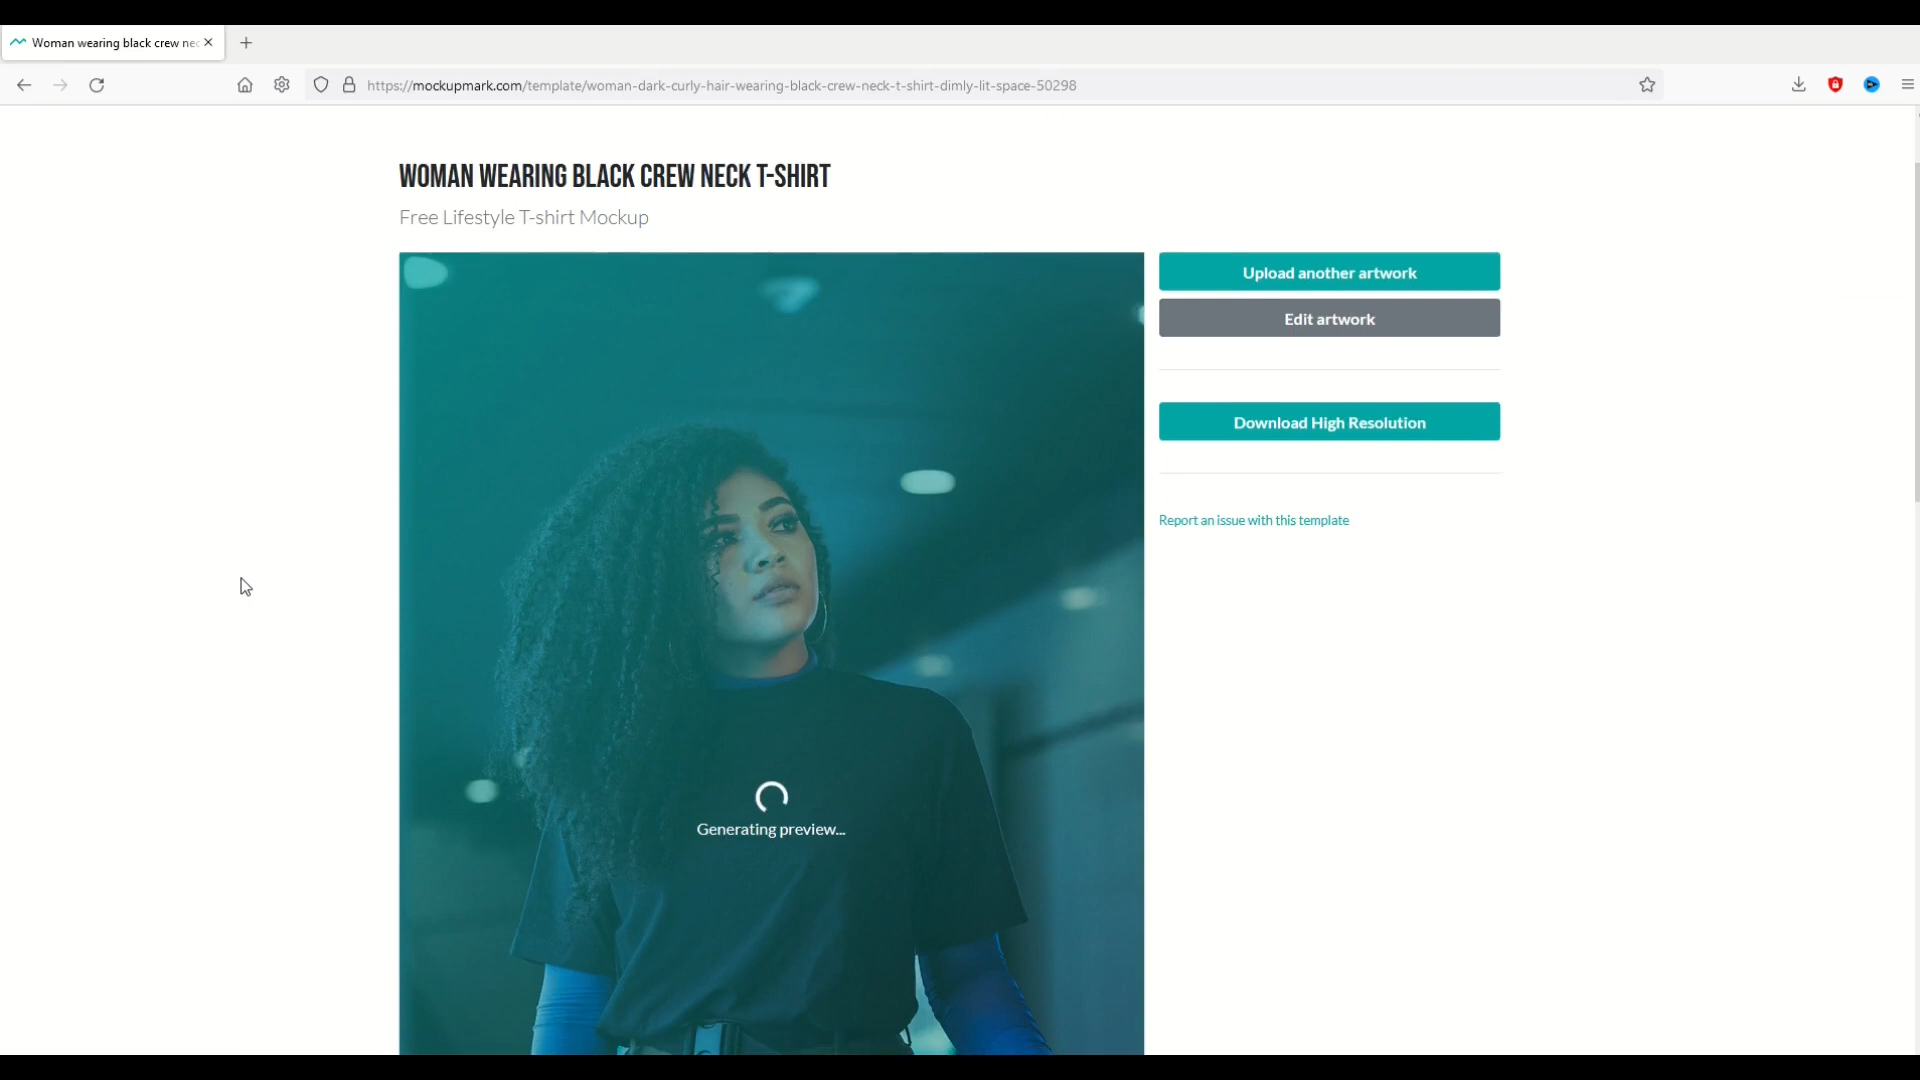 Woman wearing black crew nec
https://mockupmark.com/template/woman-dark-curly-hair-wearing-black-crew-neck-t-shirt-dimly-lit-space-50298
WOMAN WEARING BLACK CREW NECK T-SHIRT
Free Lifestyle T-shirt Mockup
Upload another artwork
Edit artwork
Download High Resolution
Report an issue with this template
Generating preview...